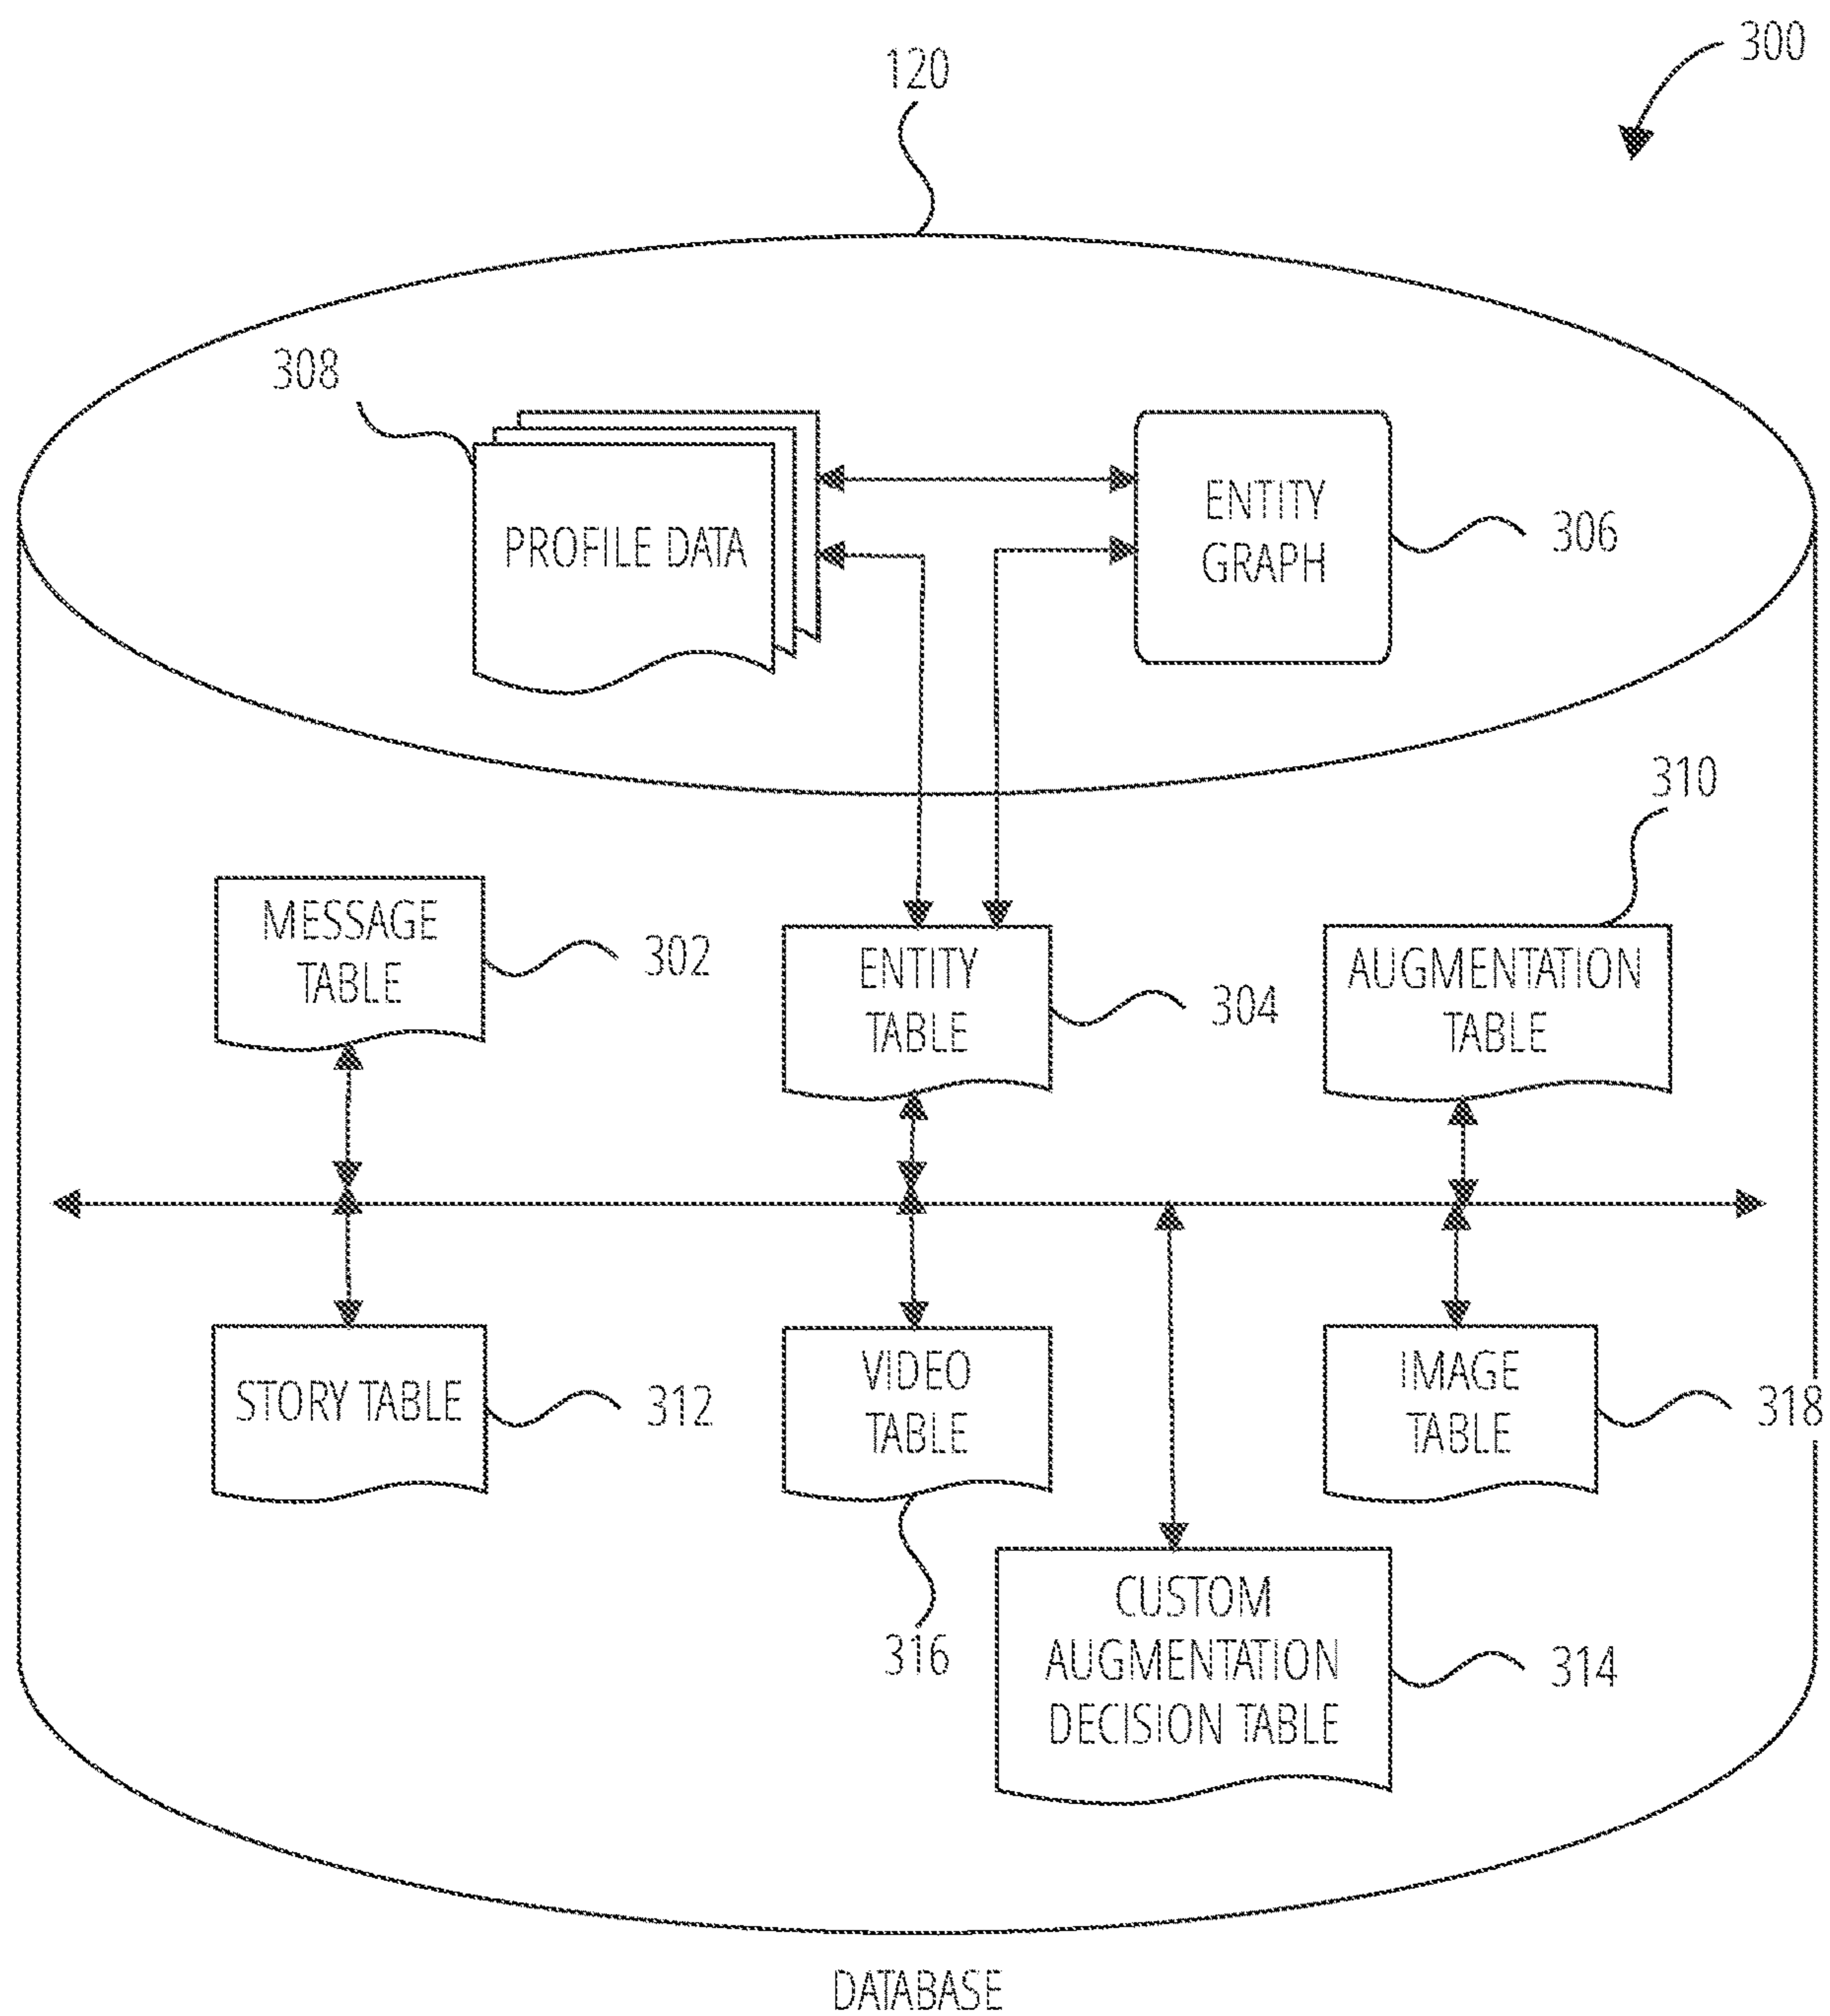 300
120
308
PROFILE DATA
ENTITY
GRAPH
306
310
MESSAGE
TABLE
302
ENTITY
TABLE
304
AUGMENTATION
TABLE
STORY TABLE
312
VIDEO
TABLE
316
IMAGE
TABLE
318
CUSTOM
AUGMENTATION
DECISION TABLE
314
DATABASE